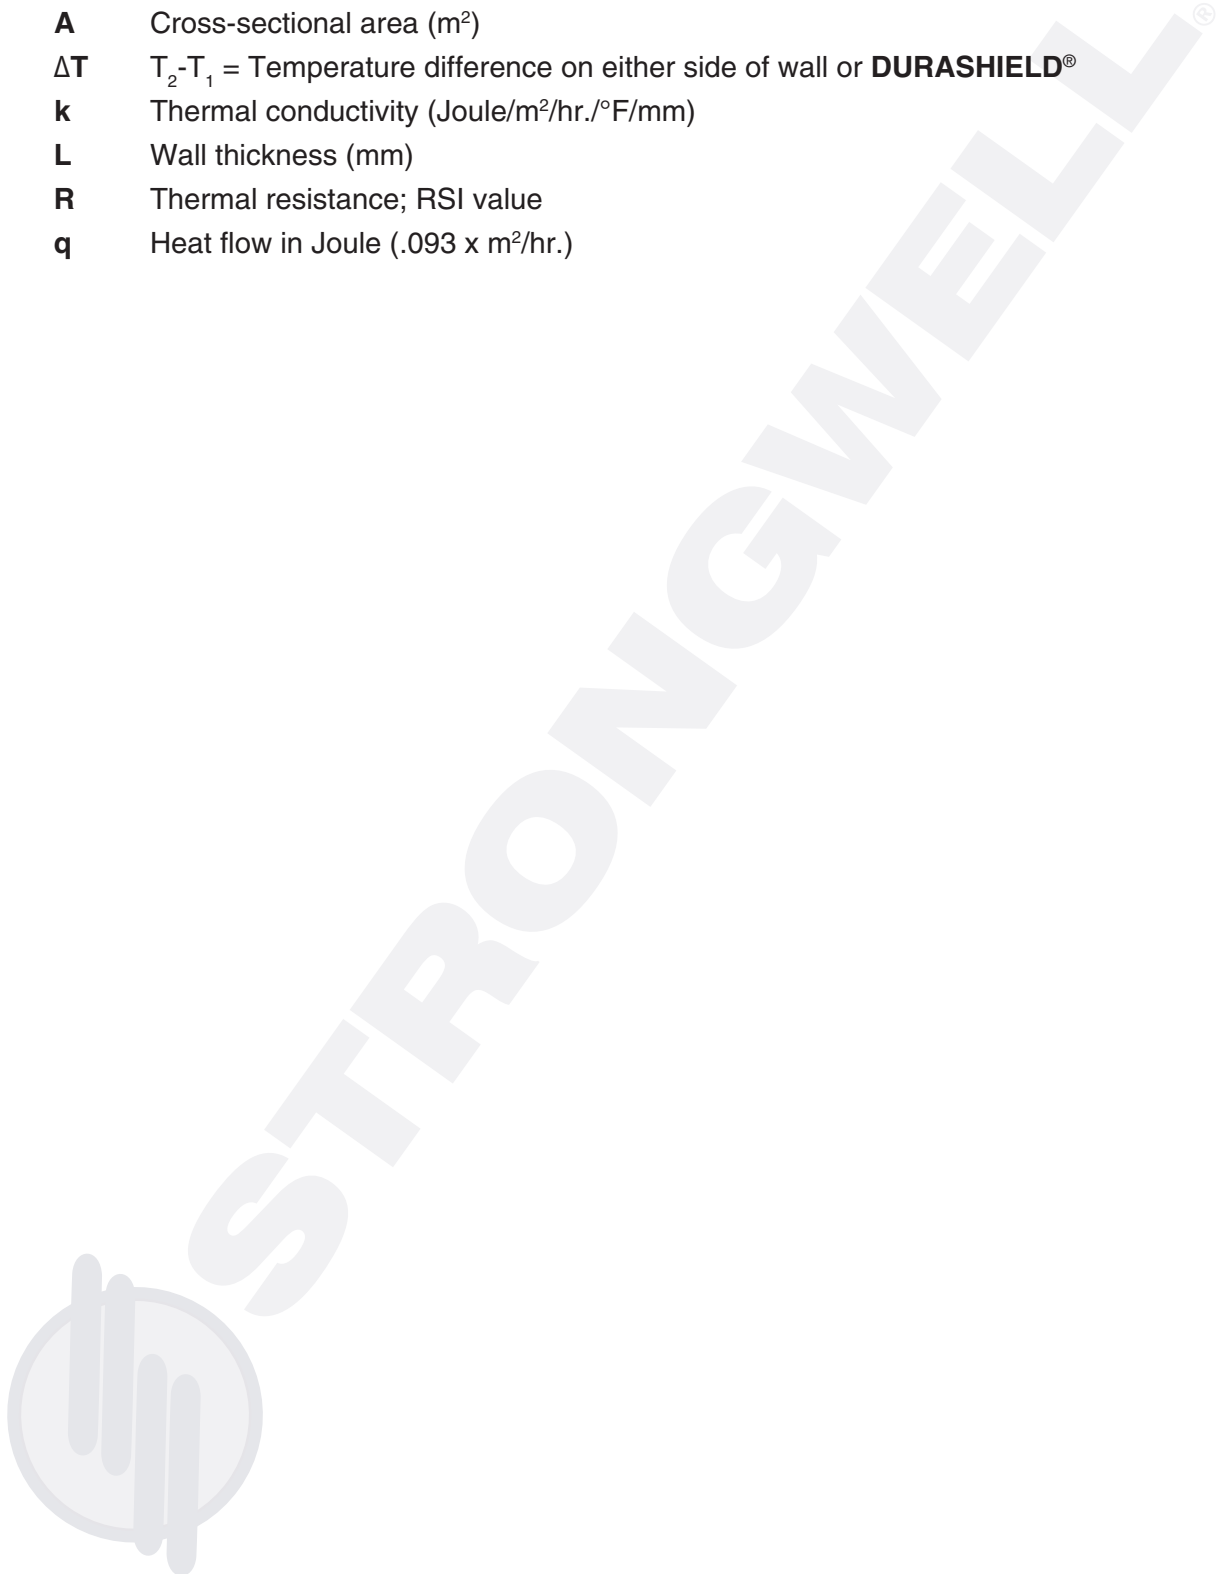 A Cross-sectional area (m²)
ΔT T₂-T₁ = Temperature difference on either side of wall or DURASHIELD®
k Thermal conductivity (Joule/m²/hr./°F/mm)
L Wall thickness (mm)
R Thermal resistance; RSI value
q Heat flow in Joule (.093 x m²/hr.)
STRONGWELL®